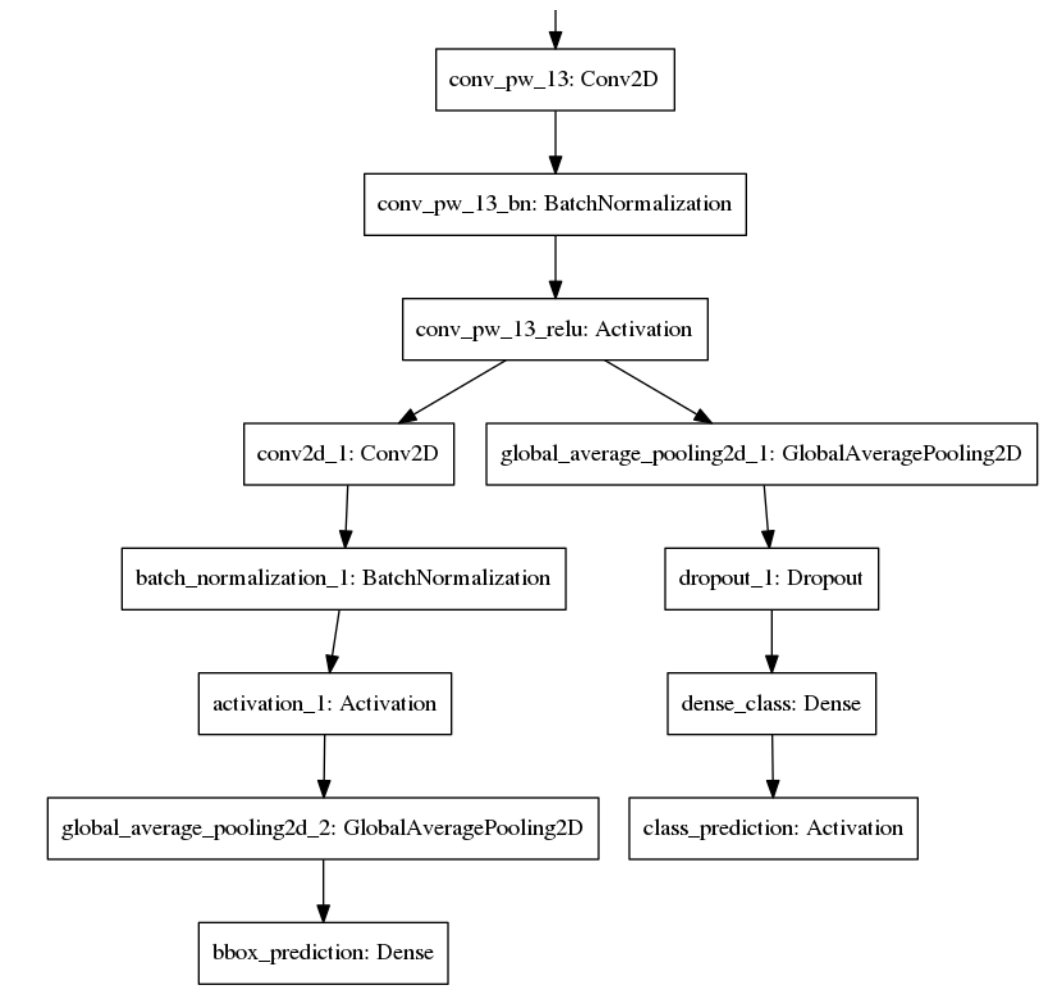 conv_pw_13: Conv2D
conv_pw_13_bn: BatchNormalization
conv_pw_13_relu: Activation
conv2d_1: Conv2D
global_average_pooling2d_1: GlobalAveragePooling2D
batch_normalization_1: BatchNormalization
dropout_1: Dropout
activation_1: Activation
dense_class: Dense
global_average_pooling2d_2: GlobalAveragePooling2D
class_prediction: Activation
bbox_prediction: Dense